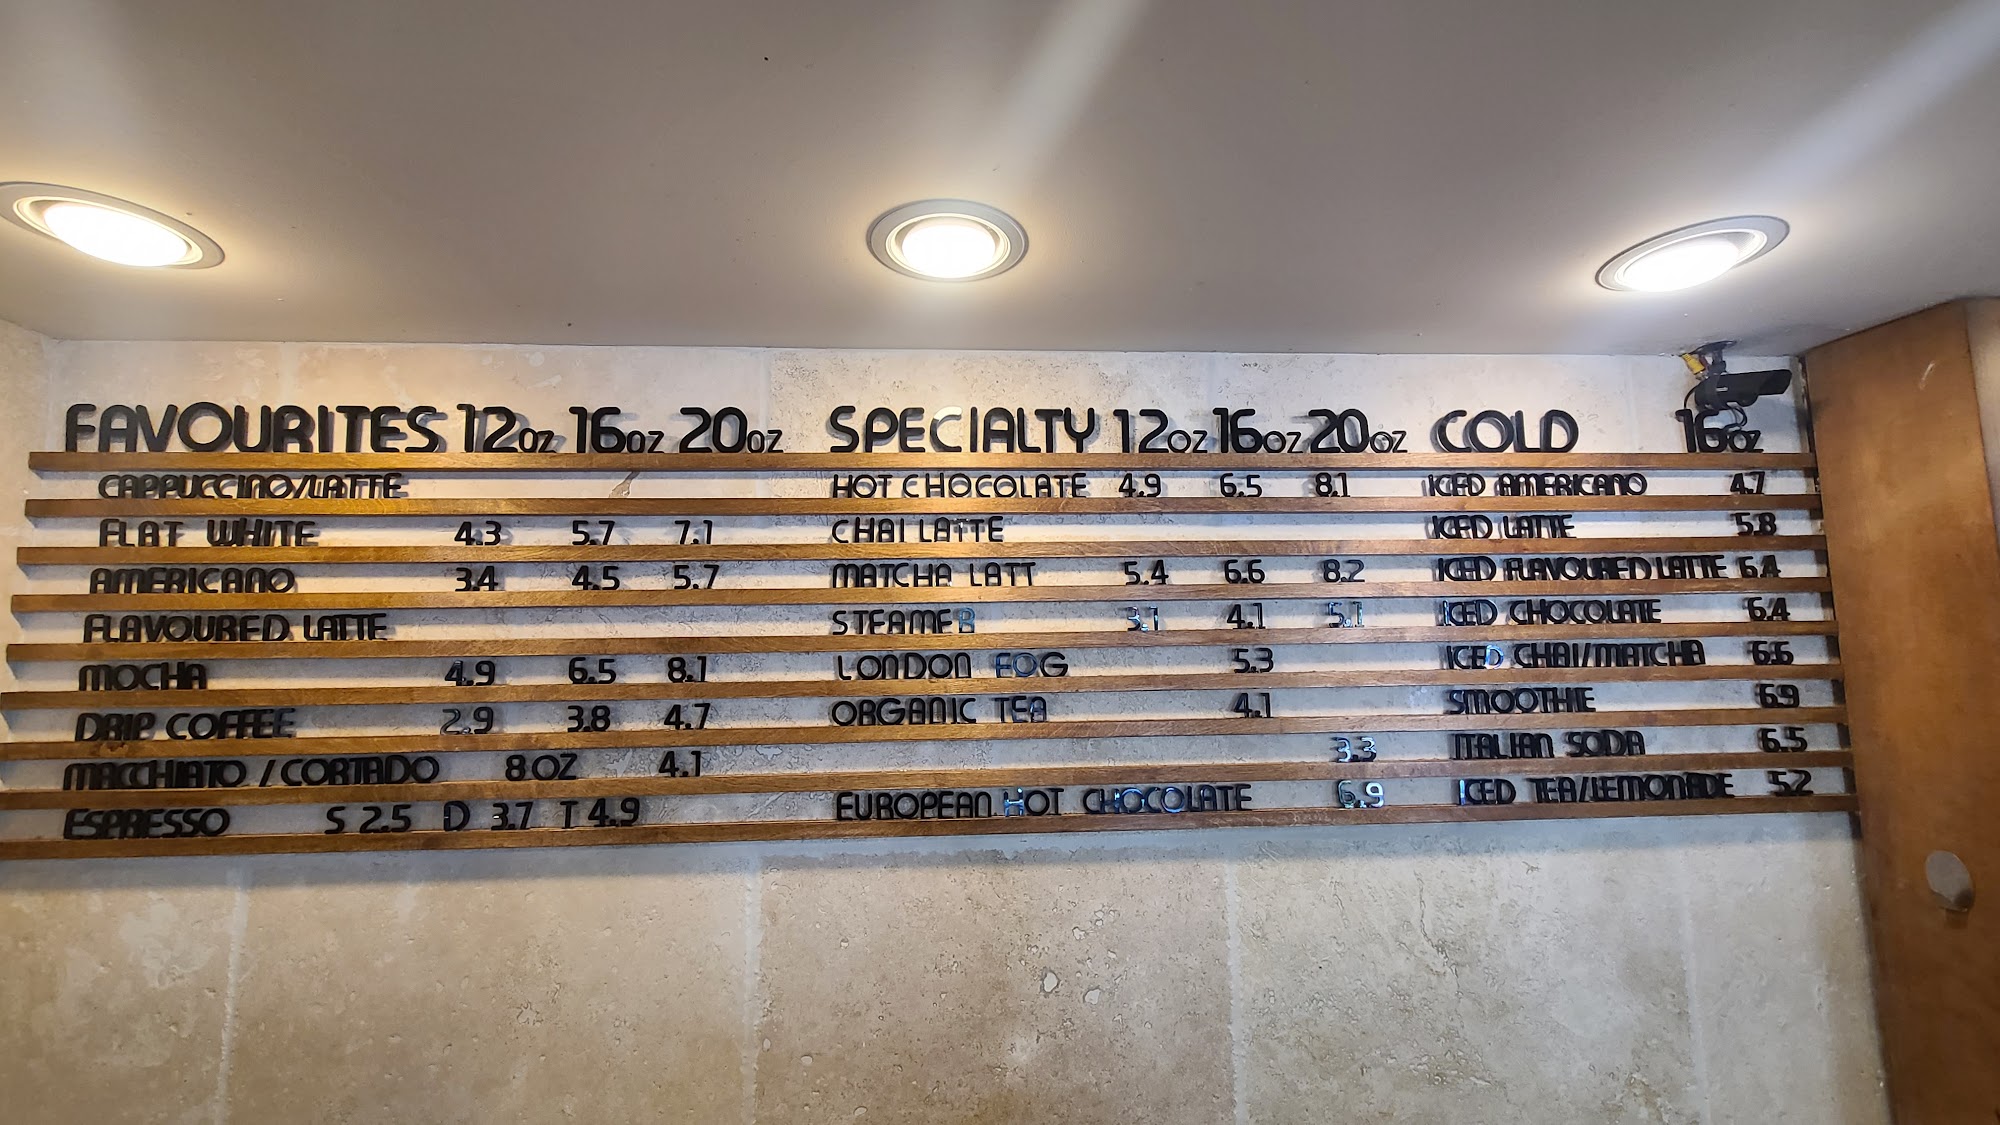 FAVOURITES 12oz 16oz 20oz
CAPPUCCINO/LATTE
FLAT WHITE 4.3 5.7 7.1
AMERICANO 3.4 4.5 5.7
FLAVOURED LATTE
MOCHA 4.9 6.5 8.1
DRIP COFFEE 2.9 3.8 4.7
MACCHIATO / CORTADO 8 OZ 4.1
ESPRESSO S 2.5 D 3.7 T 4.9
SPECIALTY 12oz 16oz 20oz
HOT CHOCOLATE 4.9 6.5 8.1
CHAI LATTE
MATCHA LATT 5.4 6.6 8.2
STEAMER 3.1 4.1 5.1
LONDON FOG 5.3
ORGANIC TEA 4.1
3.3
EUROPEAN HOT CHOCOLATE 6.9
COLD 16oz
ICED AMERICANO 4.7
ICED LATTE 5.8
ICED FLAVOURED LATTE 6.4
ICED CHOCOLATE 6.4
ICED CHAI/MATCHA 6.6
SMOOTHIE 6.9
ITALIAN SODA 6.5
ICED TEA/LEMONADE 5.2